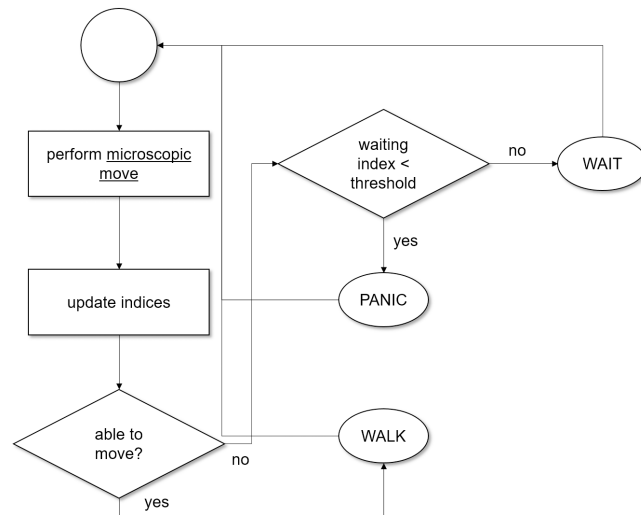 perform microscopic
move
waiting
index <
threshold
no
WAIT
yes
update indices
PANIC
able to
move?
no
WALK
yes